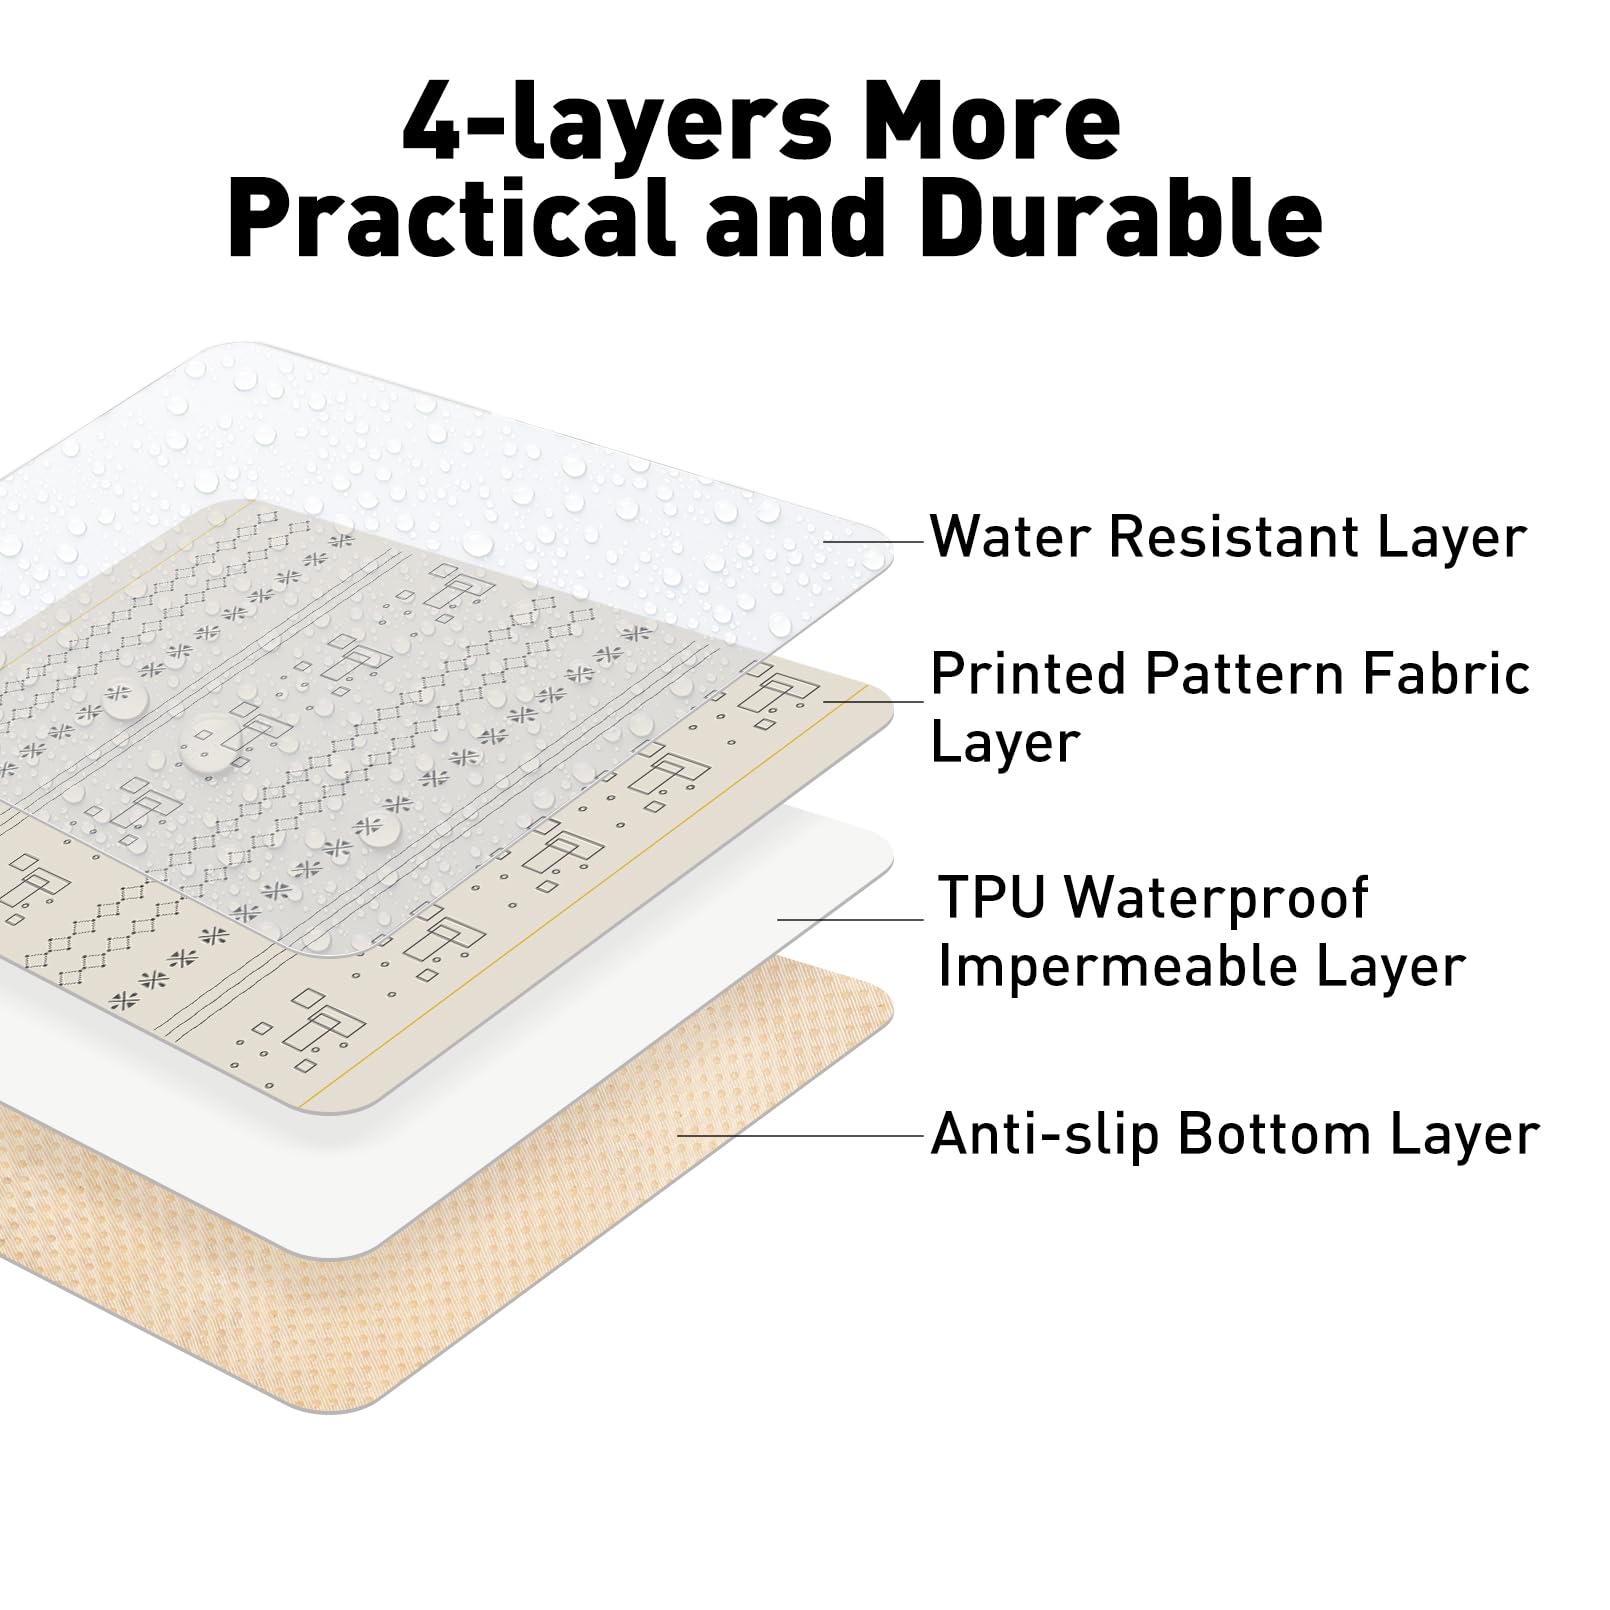 4-layers More
Practical and Durable
Water Resistant Layer
Printed Pattern Fabric
Layer
TPU Waterproof
Impermeable Layer
Anti-slip Bottom Layer